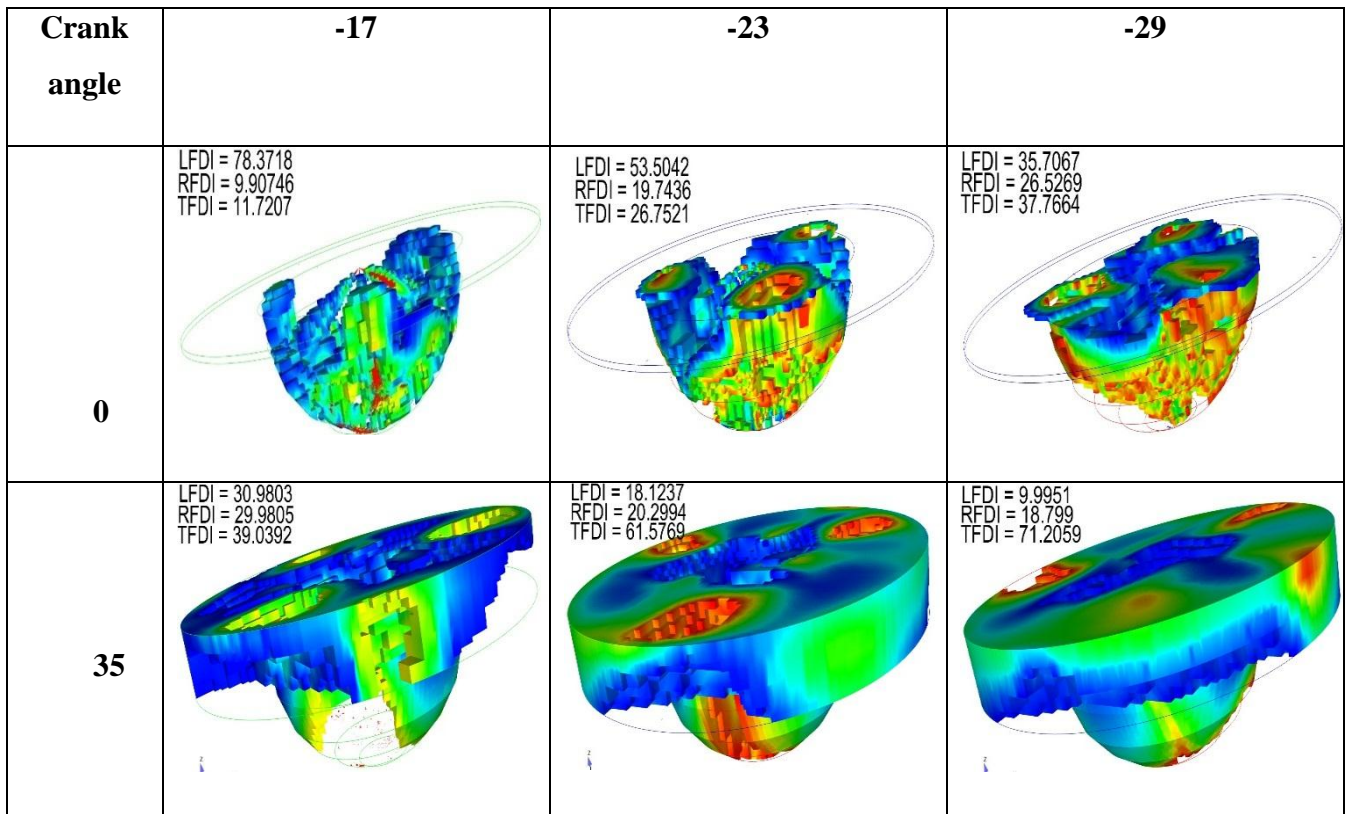 Crank angle
-17
-23
-29
0
LFDI = 78.3718
RFDI = 9.90746
TFDI = 11.7207
LFDI = 53.5042
RFDI = 19.7436
TFDI = 26.7521
LFDI = 35.7067
RFDI = 26.5269
TFDI = 37.7664
35
LFDI = 30.9803
RFDI = 29.9805
TFDI = 39.0392
z
LFDI = 18.1237
RFDI = 20.2994
TFDI = 61.5769
z
LFDI = 9.9951
RFDI = 18.799
TFDI = 71.2059
z